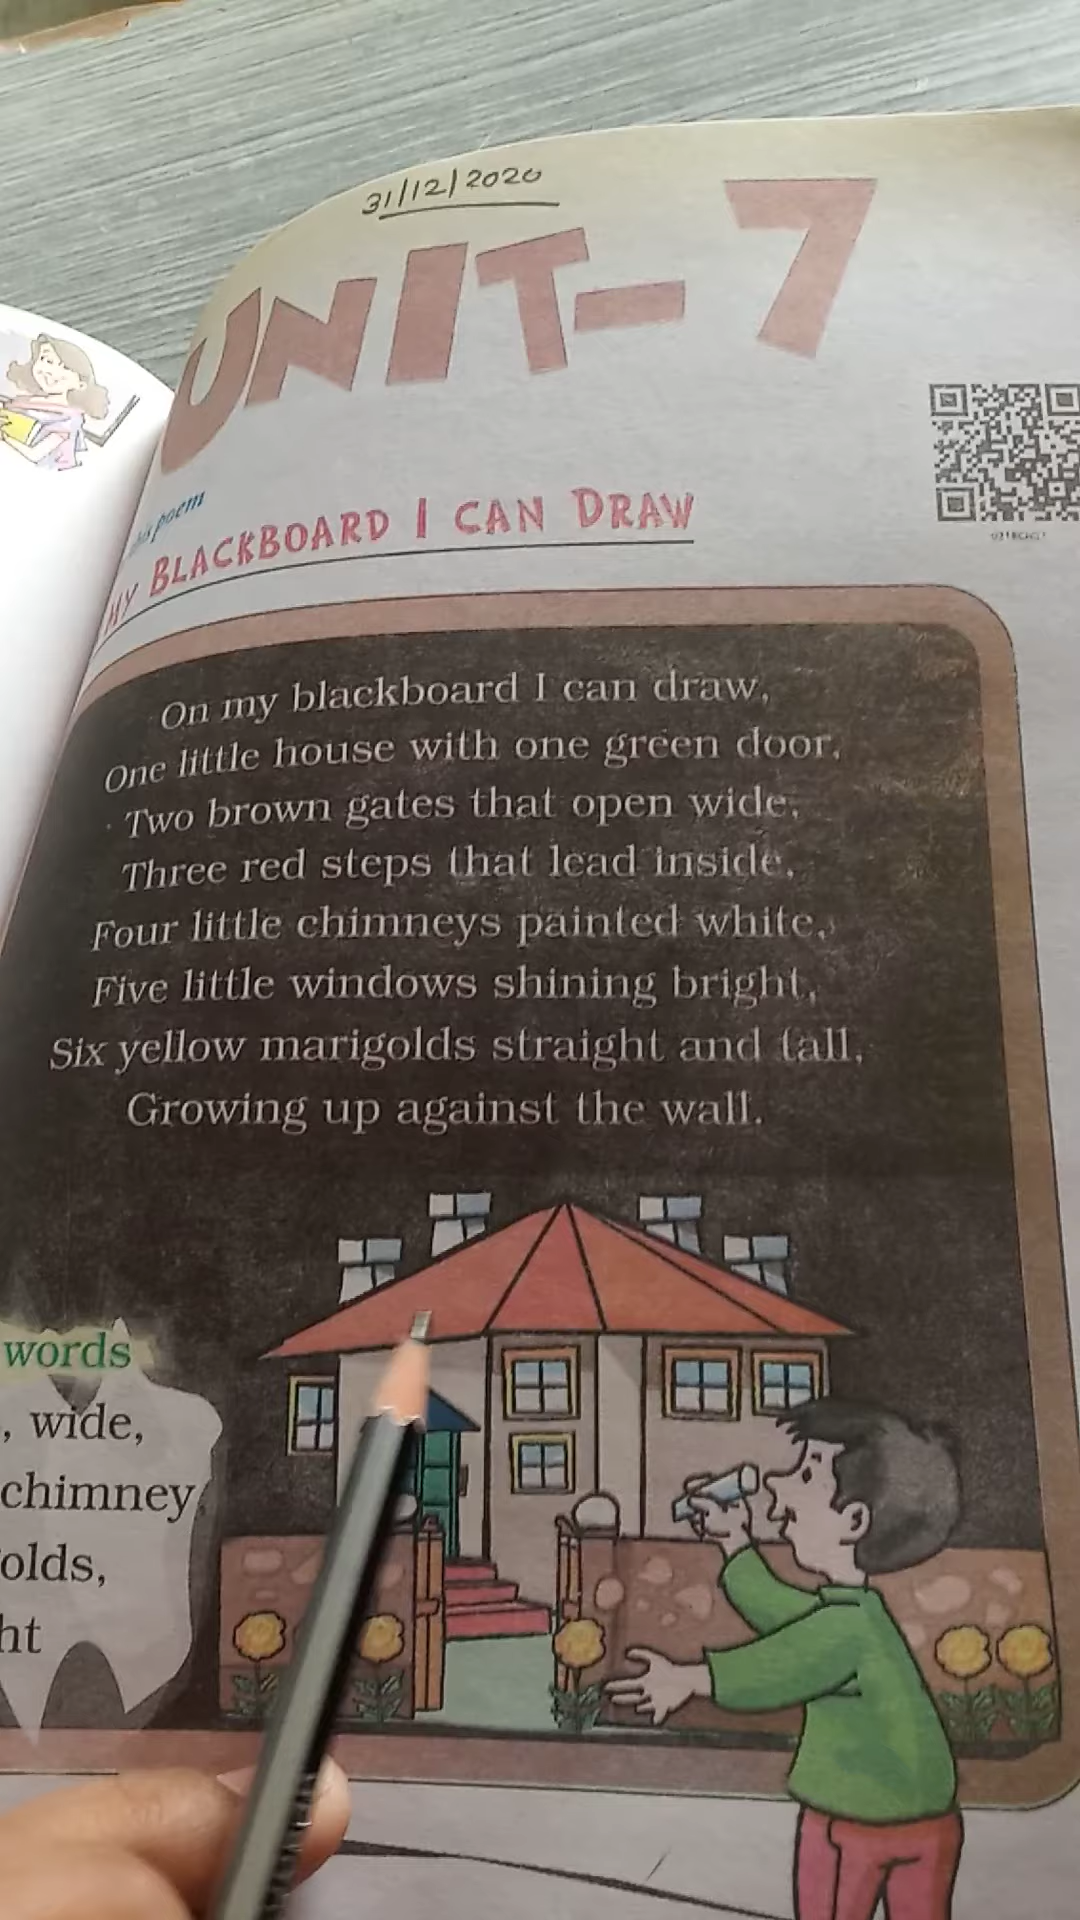 31/12/2020
UNIT-7
poem
MY BLACKBOARD I CAN DRAW
On my blackboard I can draw,
One little house with one green door,
Two brown gates that open wide,
Three red steps that lead inside,
Four little chimneys painted white,
Five little windows shining bright,
Six yellow marigolds straight and tall,
Growing up against the wall.
words
, wide,
chimney,
olds,
ht